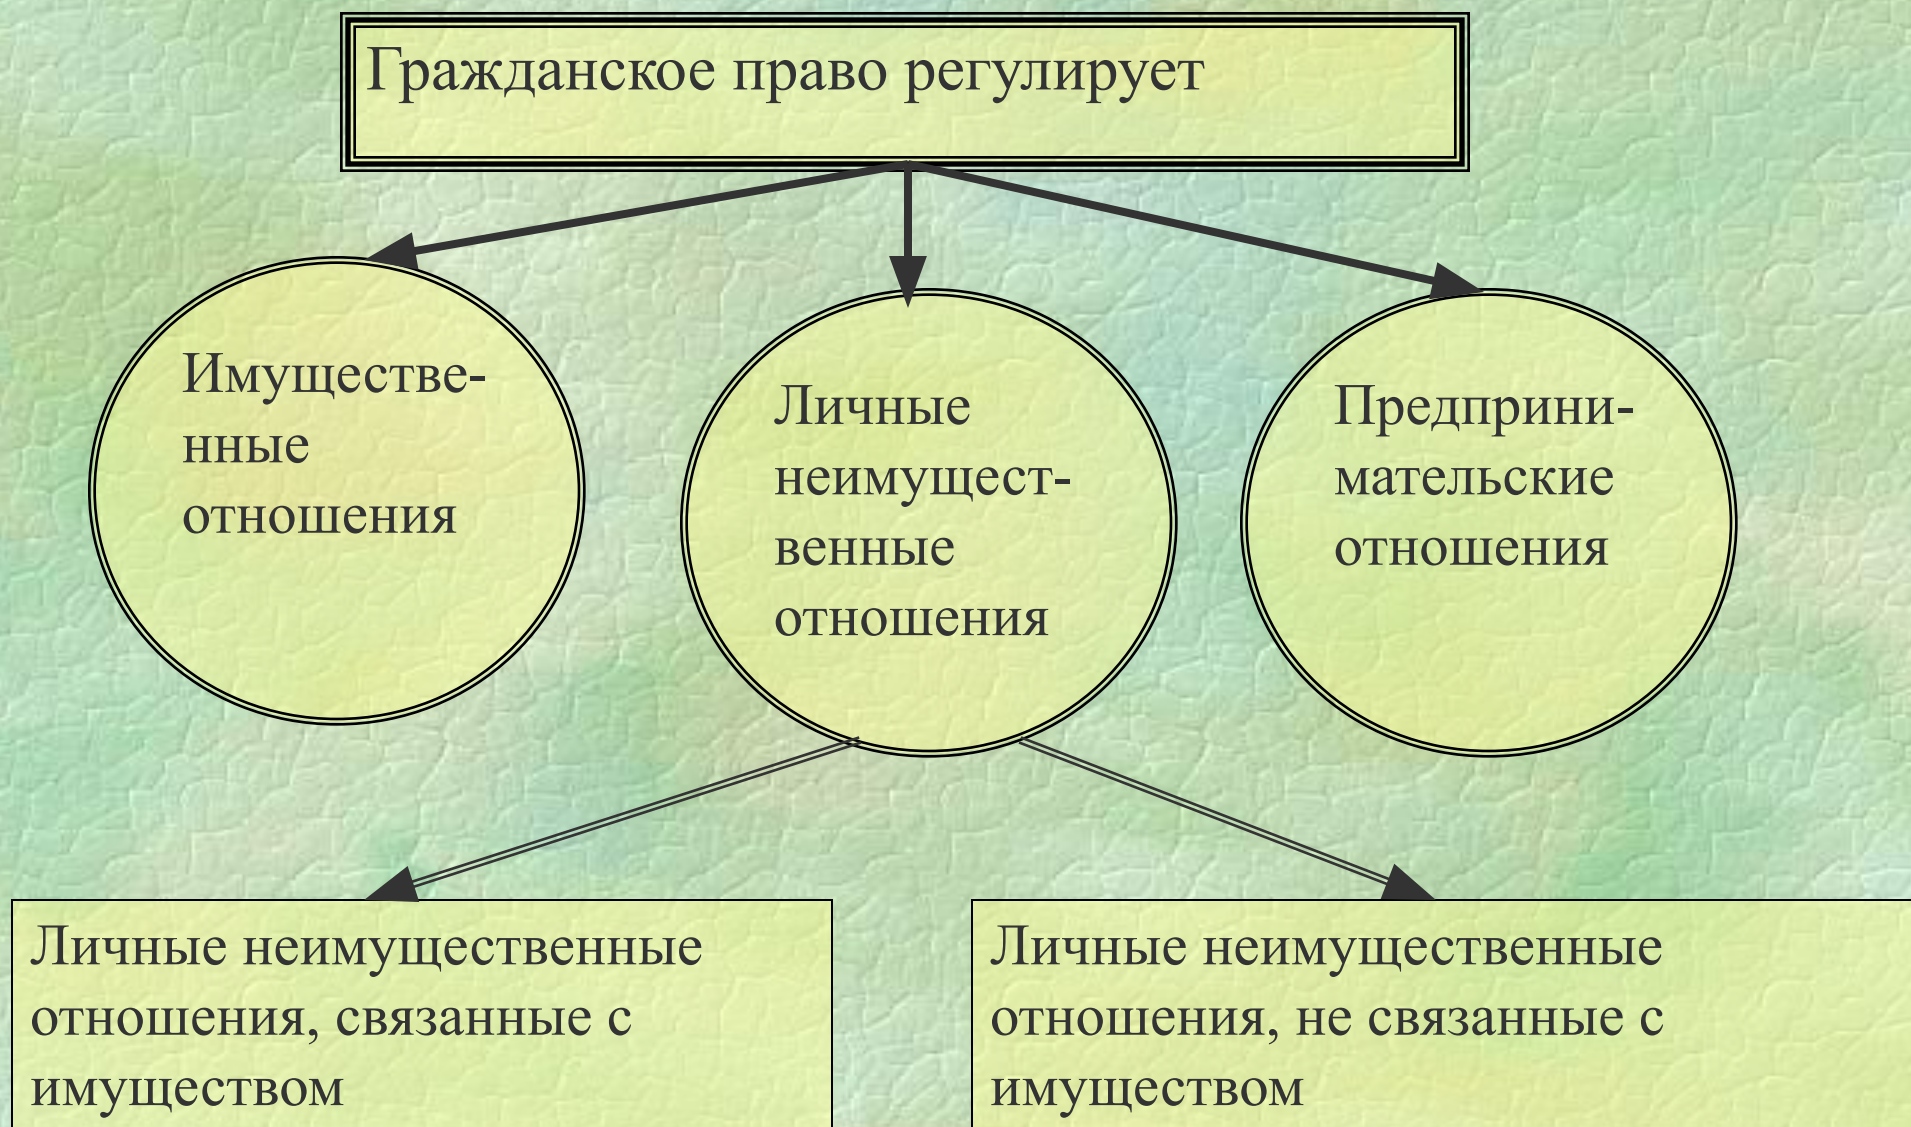 Гражданское право регулирует
Имуществе-
нные
отношения
Личные
неимущест-
венные
отношения
Предприни-
мательские
отношения
Личные неимущественные
отношения, связанные с
имуществом
Личные неимущественные
отношения, не связанные с
имуществом